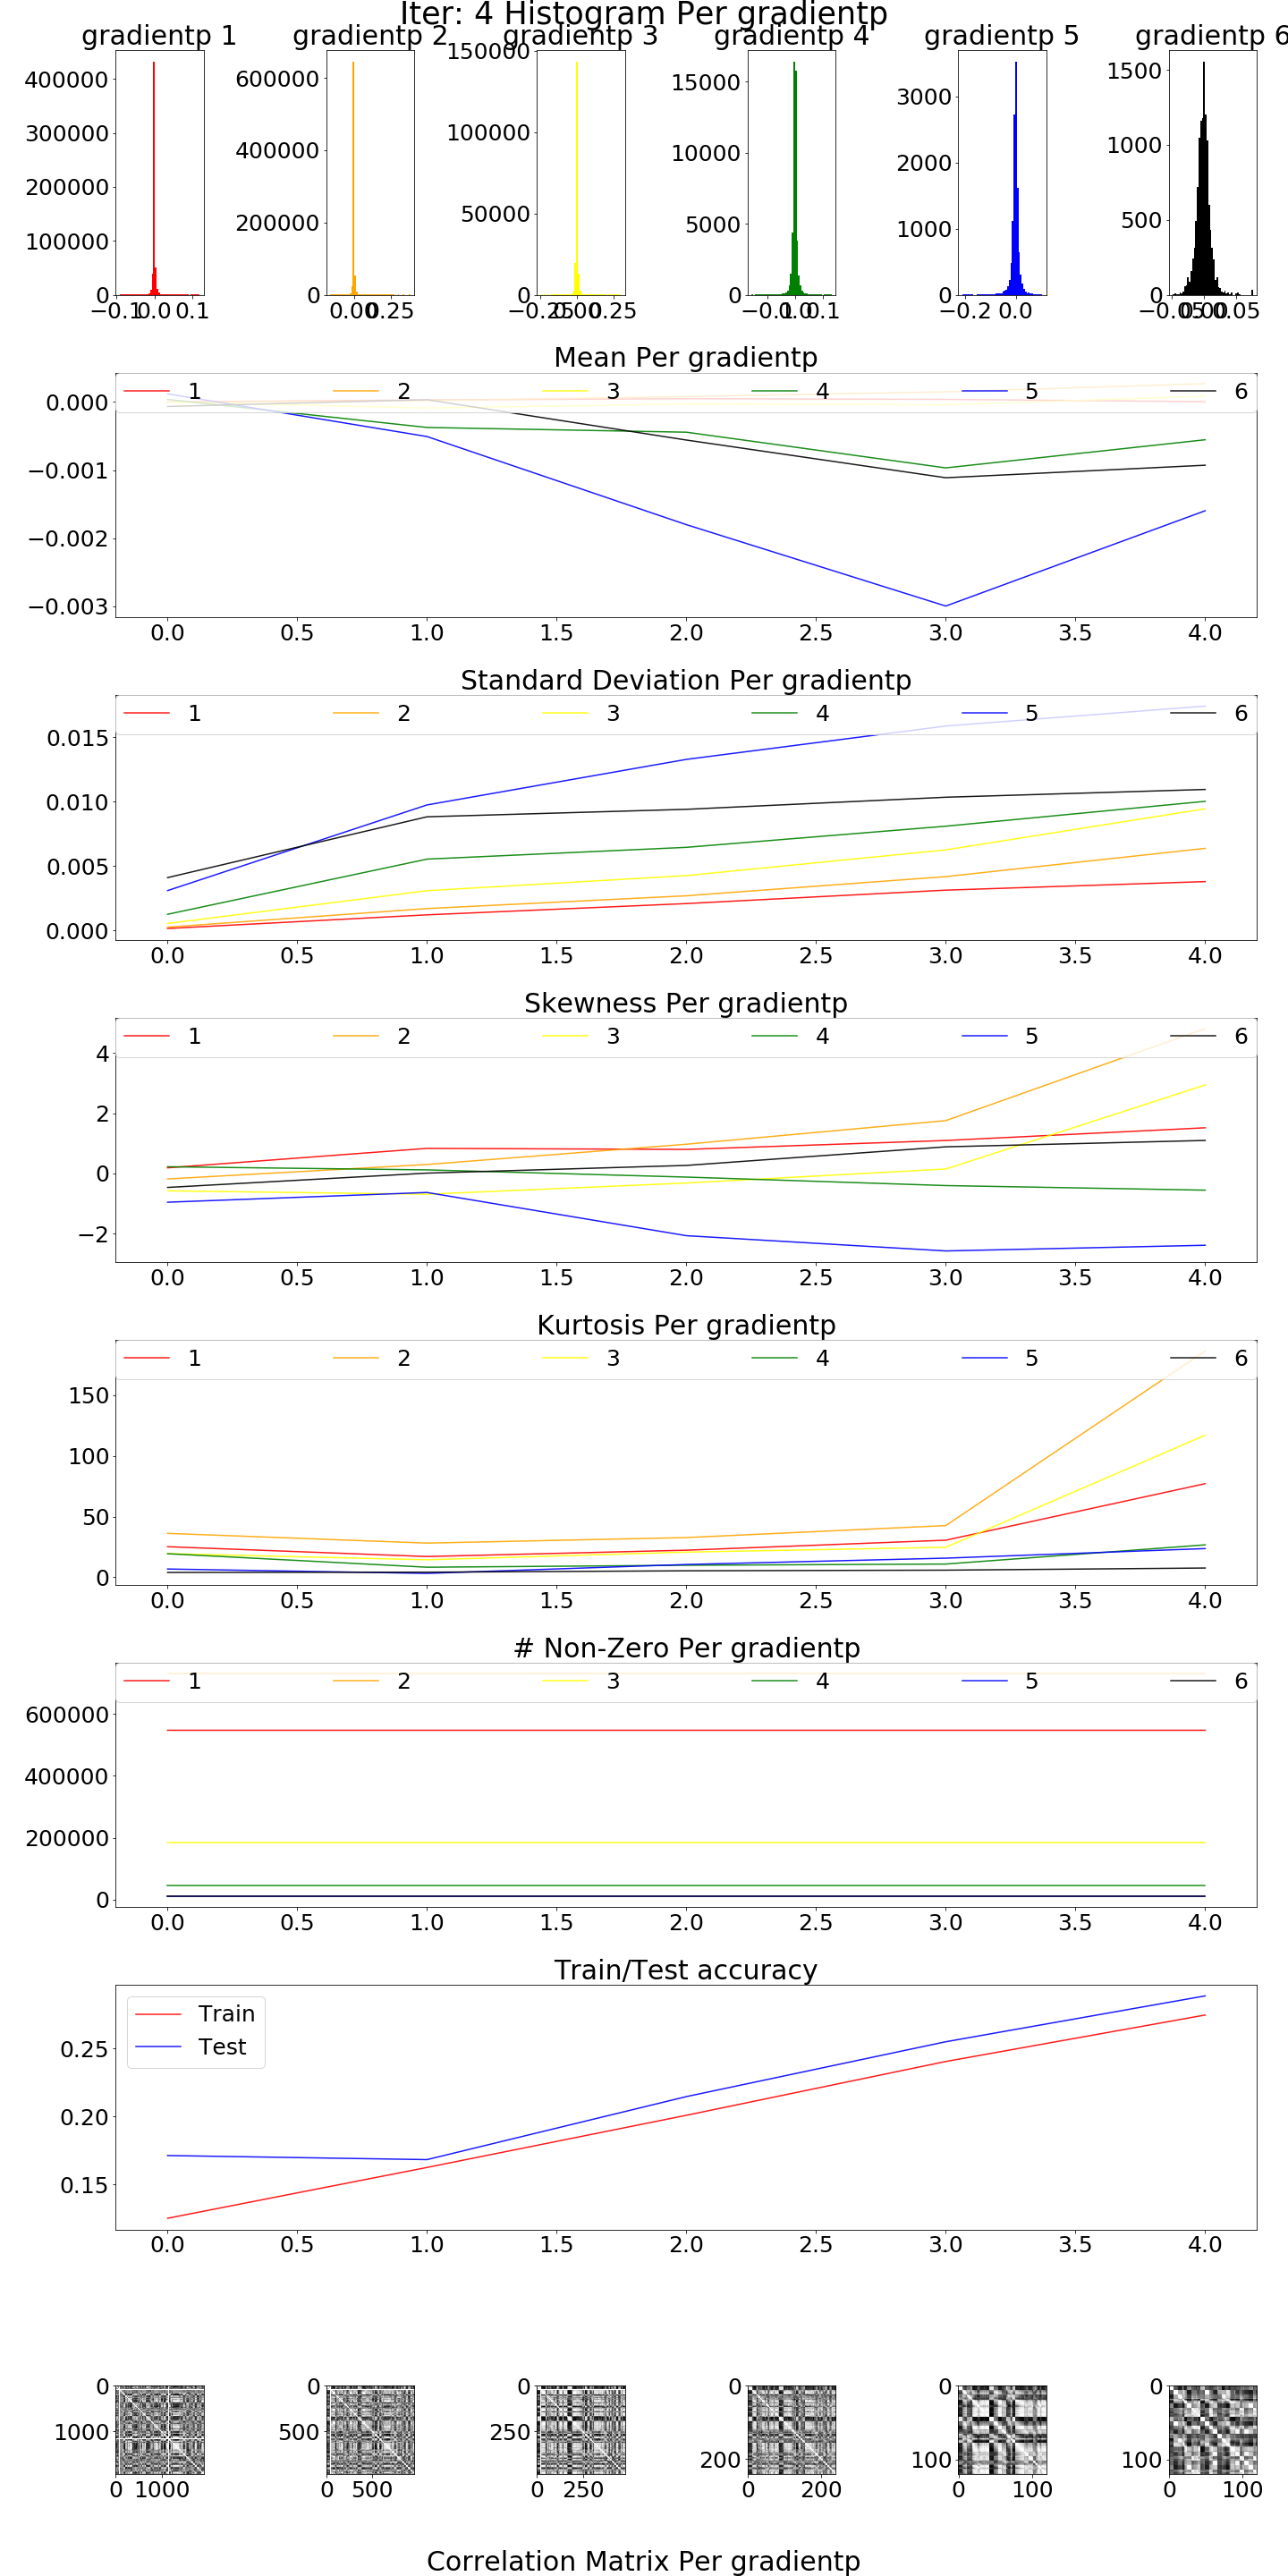 Iter: 4 Histogram Per gradientp
gradientp 1 gradientp 2 gradientp 3 gradientp 4 gradientp 5 gradientp 6
400000
300000
200000
100000
0
−0.1 0.0 0.1
600000
400000
200000
0
0.00 0.25
150000
100000
50000
0
−0.25 0.00 0.25
15000
10000
5000
0
−0.1 0.0 0.1
3000
2000
1000
0
−0.2 0.0
1500
1000
500
0
−0.05 0.00 0.05
Mean Per gradientp
1 2 3 4 5 6
0.000
−0.001
−0.002
−0.003
0.0 0.5 1.0 1.5 2.0 2.5 3.0 3.5 4.0
Standard Deviation Per gradientp
1 2 3 4 5 6
0.015
0.010
0.005
0.000
0.0 0.5 1.0 1.5 2.0 2.5 3.0 3.5 4.0
Skewness Per gradientp
1 2 3 4 5 6
4
2
0
−2
0.0 0.5 1.0 1.5 2.0 2.5 3.0 3.5 4.0
Kurtosis Per gradientp
1 2 3 4 5 6
150
100
50
0
0.0 0.5 1.0 1.5 2.0 2.5 3.0 3.5 4.0
# Non-Zero Per gradientp
1 2 3 4 5 6
600000
400000
200000
0
0.0 0.5 1.0 1.5 2.0 2.5 3.0 3.5 4.0
Train/Test accuracy
Train
Test
0.25
0.20
0.15
0.0 0.5 1.0 1.5 2.0 2.5 3.0 3.5 4.0
0
1000
0 1000
0
500
0 500
0
250
0 250
0
200
0 200
0
100
0 100
0
100
0 100
Correlation Matrix Per gradientp